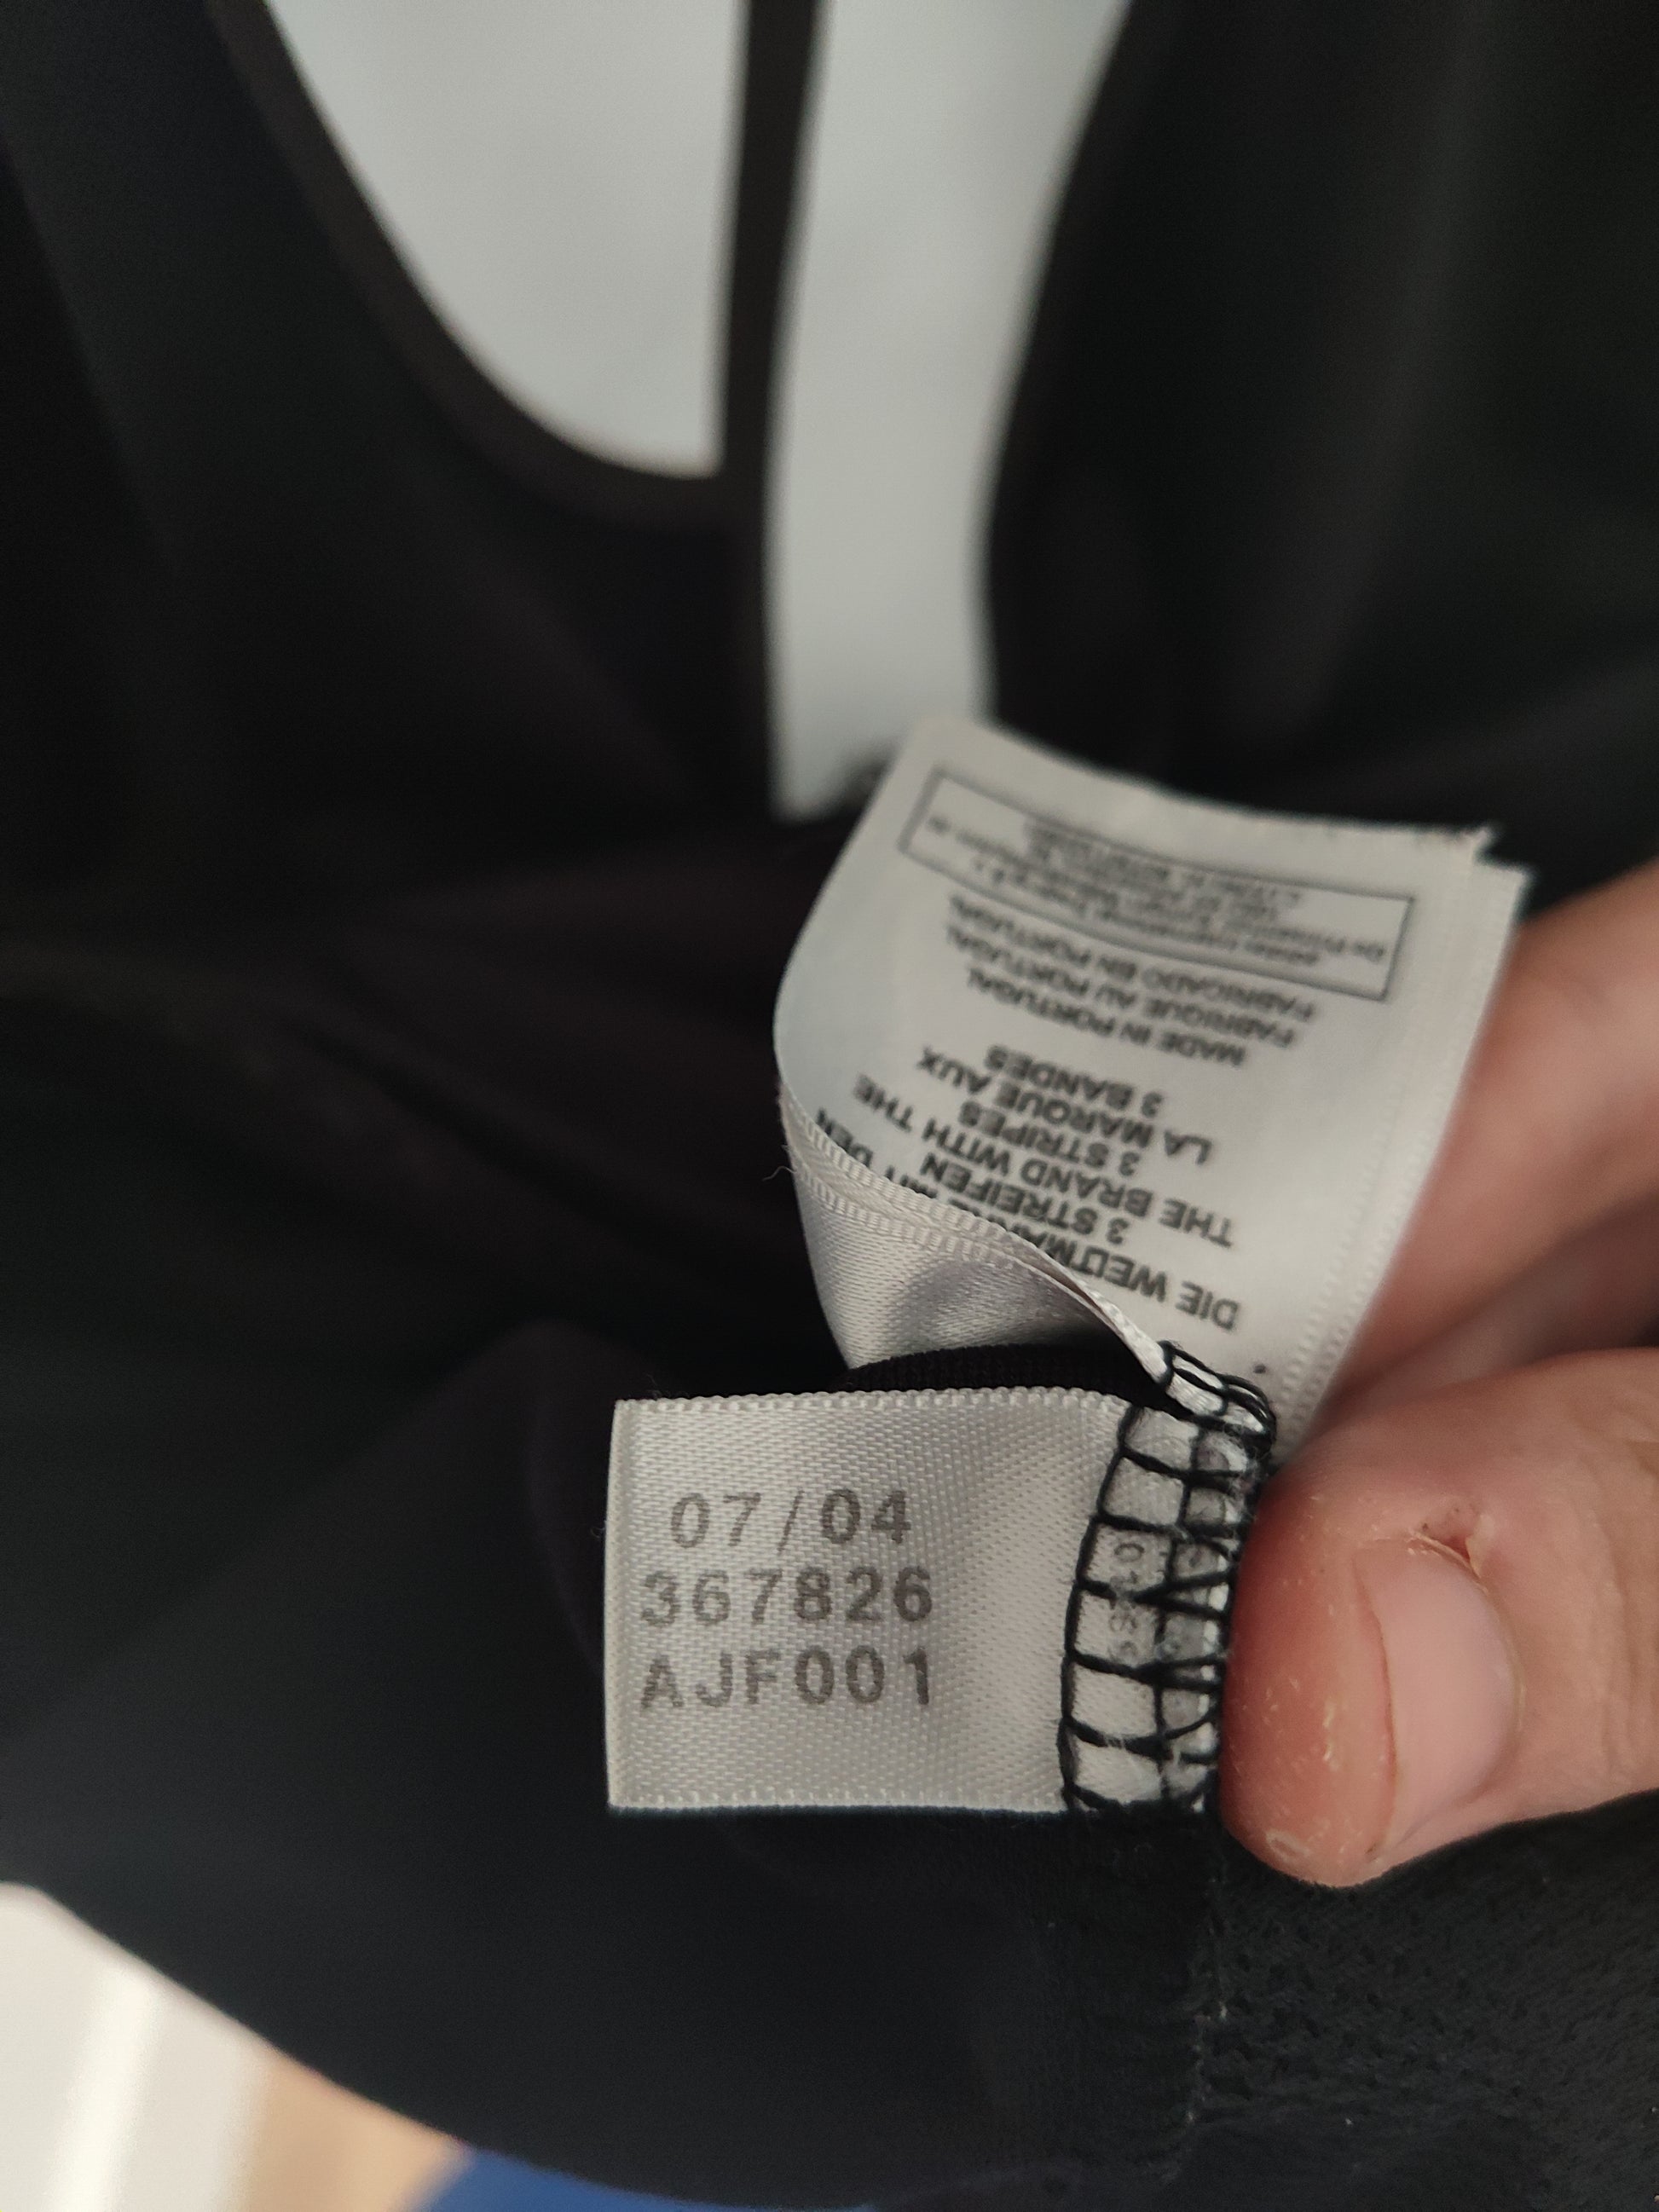 DIE WELTMARKE MIT DEN
3 STREIFEN
THE BRAND WITH THE
3 STRIPES
LA MARQUE AUX
3 BANDES
MADE IN PORTUGAL
FABRIQUE AU PORTUGAL
FABRICADO EN PORTUGAL
07/04
367826
AJF001